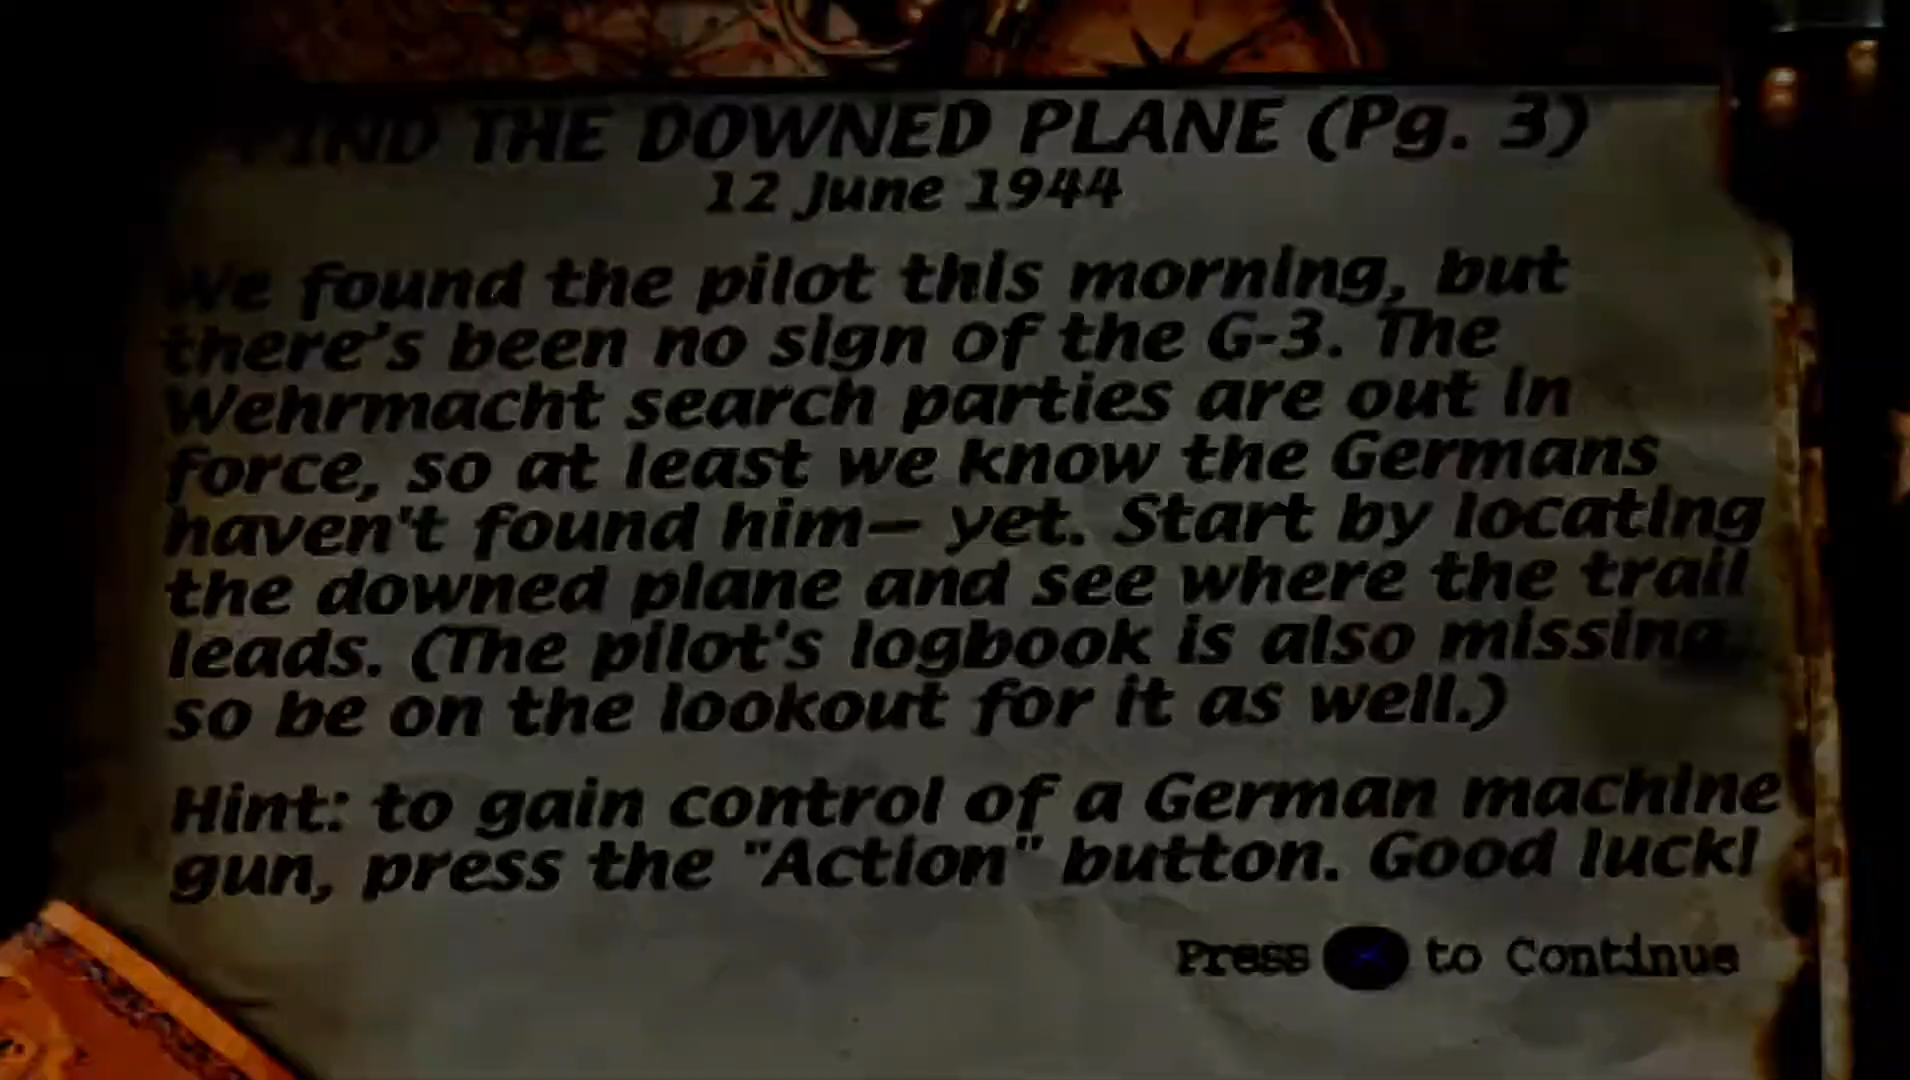 FIND THE DOWNED PLANE (Pg. 3)
12 June 1944
We found the pilot this morning, but
there's been no sign of the G-3. The
Wehrmacht search parties are out in
force, so at least we know the Germans
haven't found him— yet. Start by locating
the downed plane and see where the trail
leads. (The pilot's logbook is also missing,
so be on the lookout for it as well.)
Hint: to gain control of a German machine
gun, press the "Action" button. Good luck!
Press X to Continue